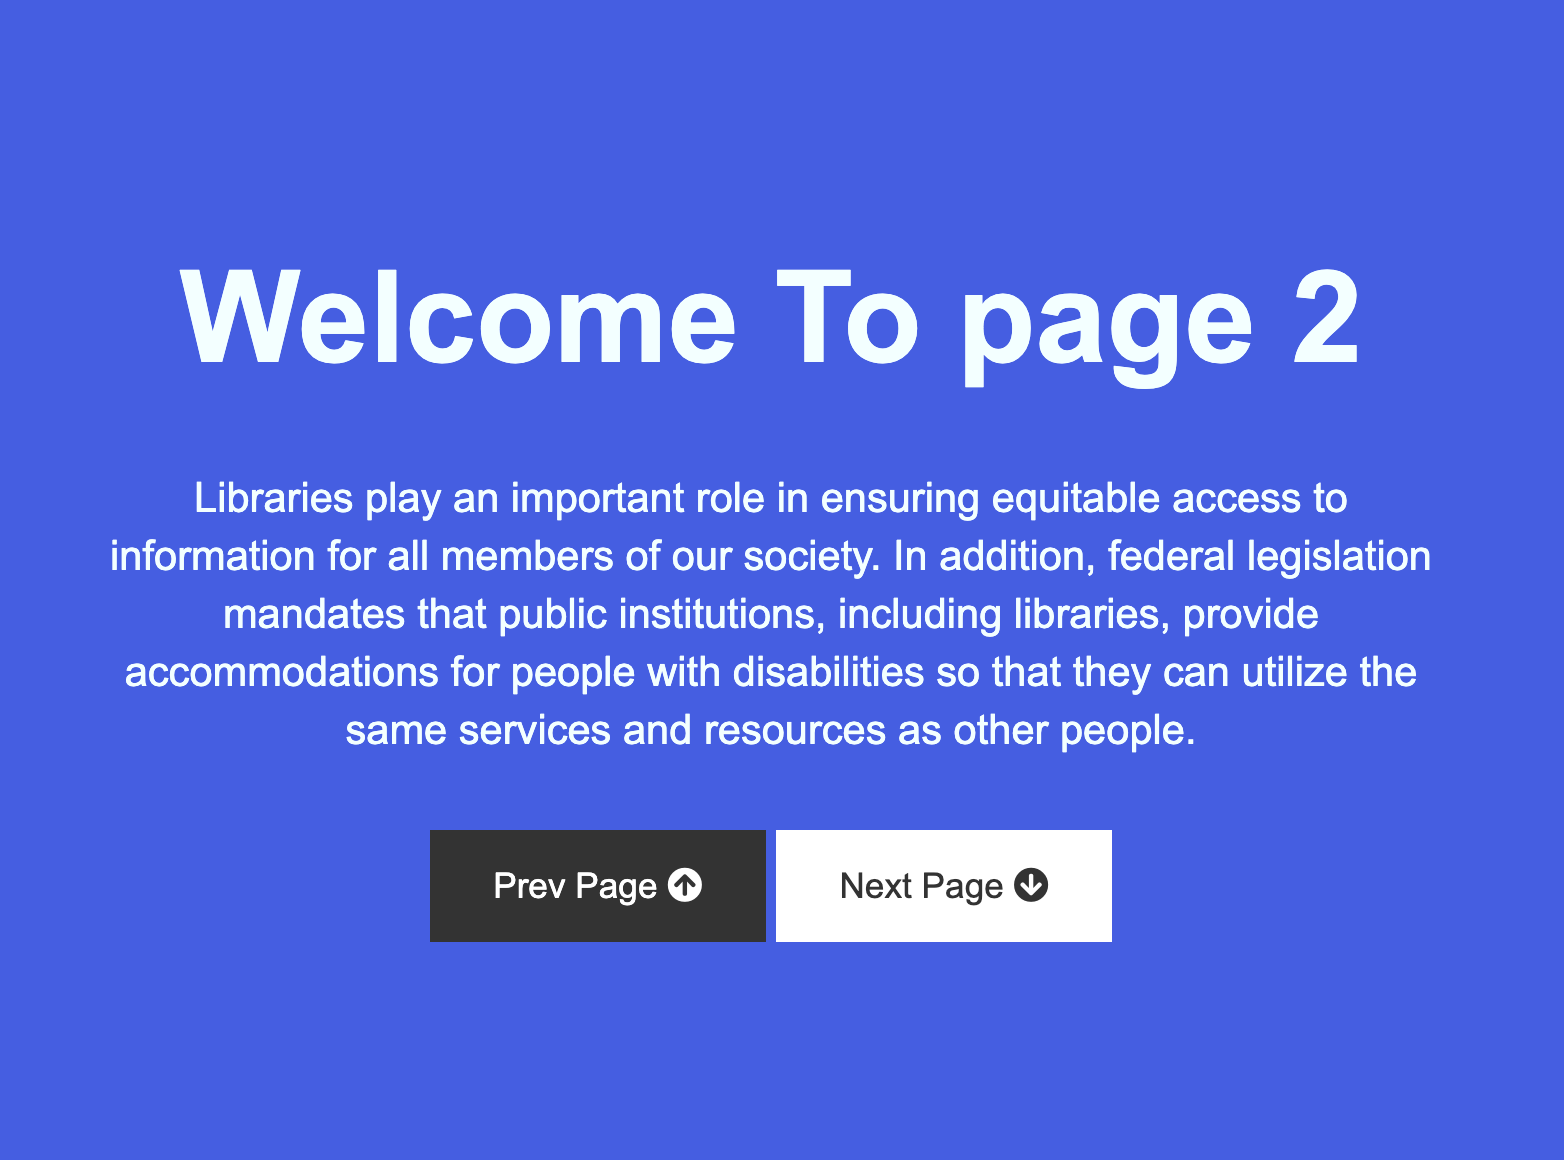 Welcome To page 2
Libraries play an important role in ensuring equitable access to
information for all members of our society. In addition, federal legislation
mandates that public institutions, including libraries, provide
accommodations for people with disabilities so that they can utilize the
same services and resources as other people.
Prev Page
Next Page